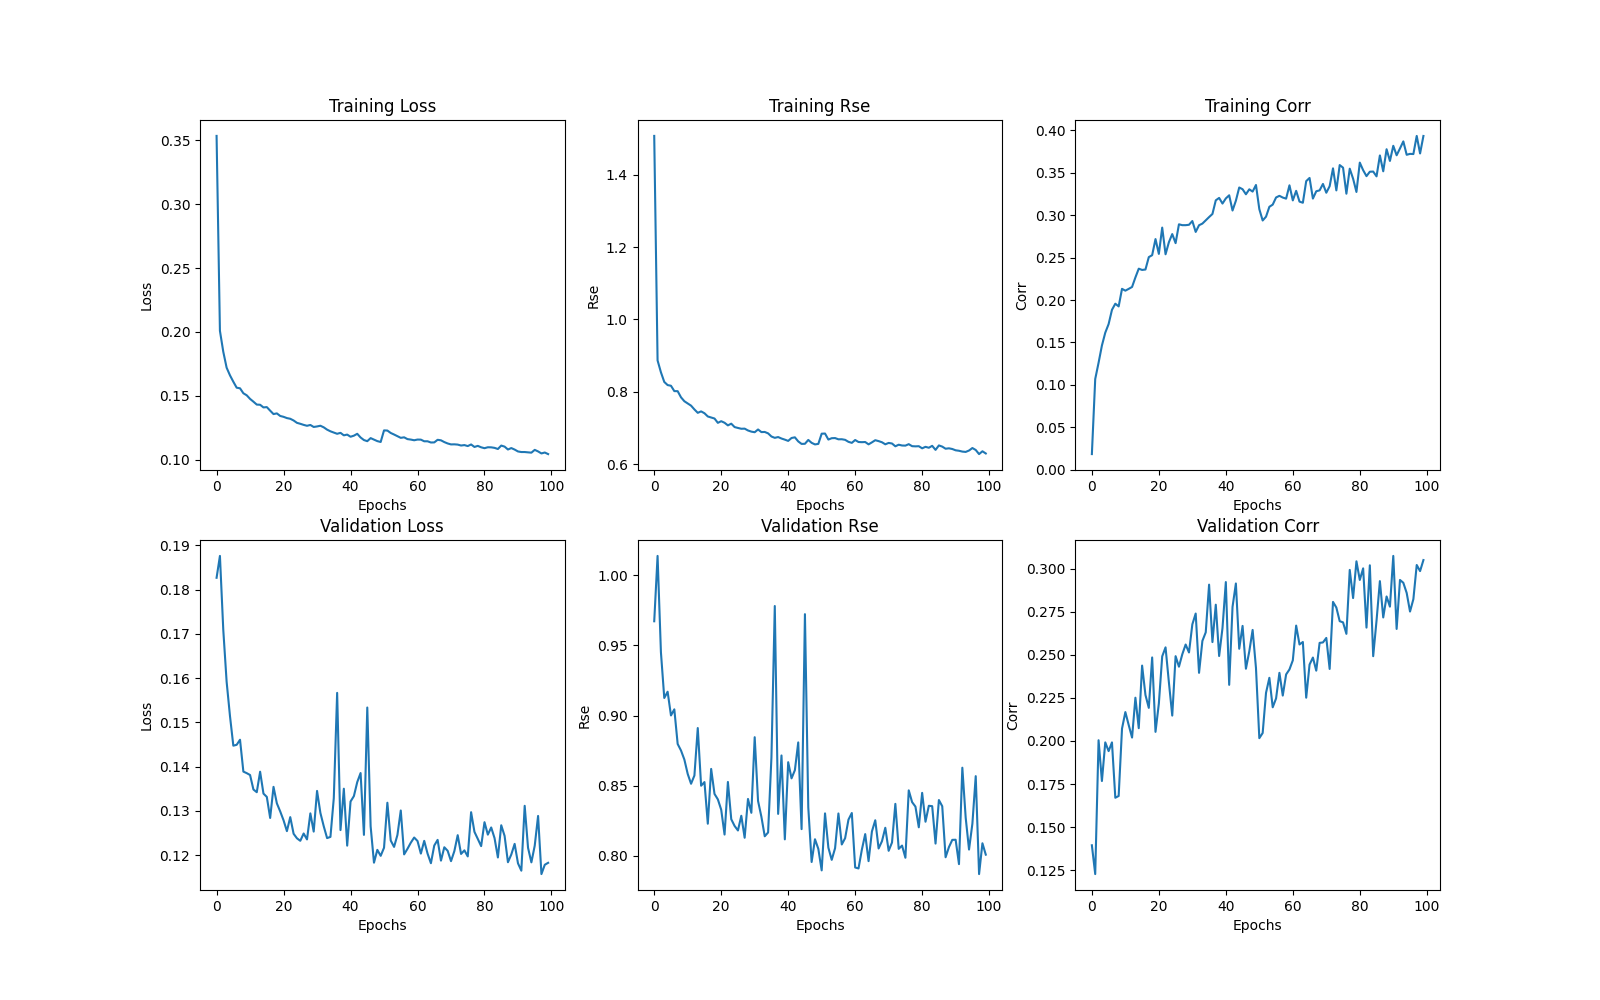 Training Loss
Training Rse
Training Corr
0.35
0.30
0.25
0.20
0.15
0.10
Loss
0 20 40 60 80 100
Epochs
1.4
1.2
1.0
0.8
0.6
Rse
0 20 40 60 80 100
Epochs
0.40
0.35
0.30
0.25
0.20
0.15
0.10
0.05
0.00
Corr
0 20 40 60 80 100
Epochs
Validation Loss
Validation Rse
Validation Corr
0.19
0.18
0.17
0.16
0.15
0.14
0.13
0.12
Loss
0 20 40 60 80 100
Epochs
1.00
0.95
0.90
0.85
0.80
Rse
0 20 40 60 80 100
Epochs
0.300
0.275
0.250
0.225
0.200
0.175
0.150
0.125
Corr
0 20 40 60 80 100
Epochs